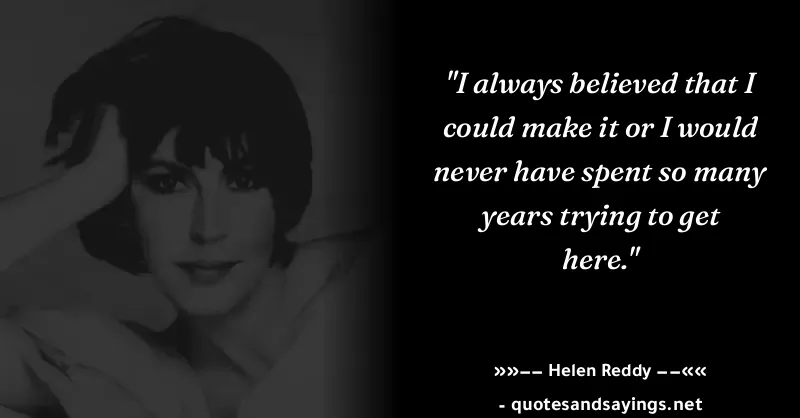 "I always believed that I
could make it or I would
never have spent so many
years trying to get
here."
»»−− Helen Reddy −−««
- quotesandsayings.net